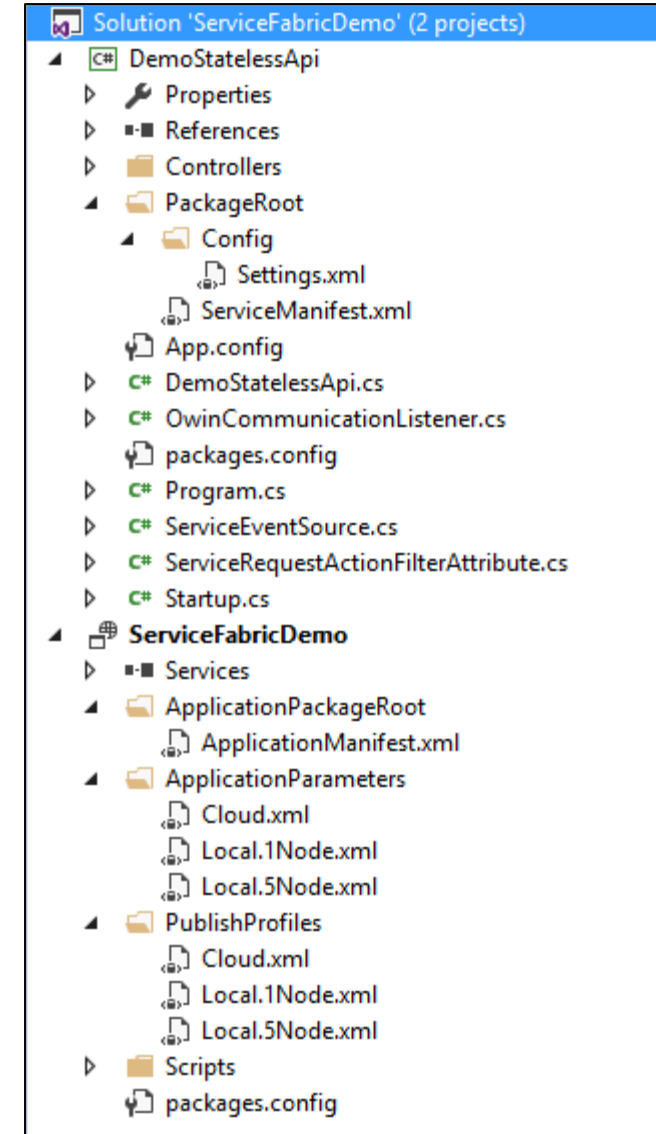 Solution 'ServiceFabricDemo' (2 projects)
C# DemoStatelessApi
Properties
References
Controllers
PackageRoot
Config
Settings.xml
ServiceManifest.xml
App.config
C# DemoStatelessApi.cs
C# OwinCommunicationListener.cs
packages.config
C# Program.cs
C# ServiceEventSource.cs
C# ServiceRequestActionFilterAttribute.cs
C# Startup.cs
ServiceFabricDemo
Services
ApplicationPackageRoot
ApplicationManifest.xml
ApplicationParameters
Cloud.xml
Local.1Node.xml
Local.5Node.xml
PublishProfiles
Cloud.xml
Local.1Node.xml
Local.5Node.xml
Scripts
packages.config